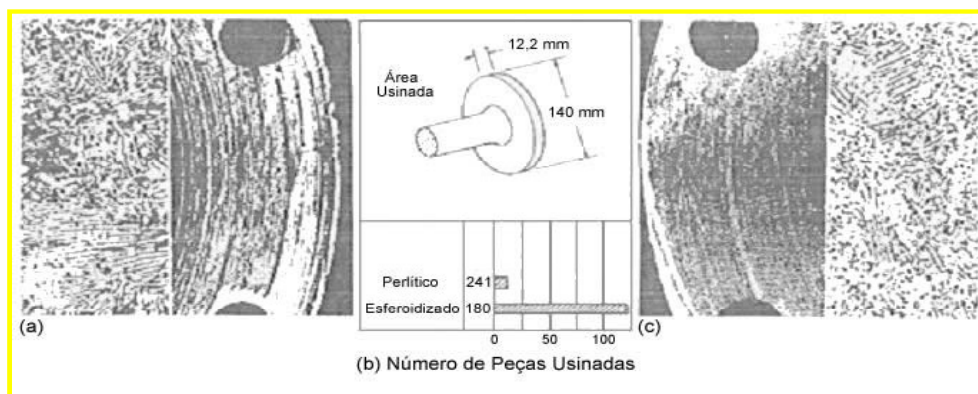 12,2 mm
Área
Usinada
140 mm
Perlítico 241
Esferoidizado 180
0 50 100
(a)
(c)
(b) Número de Peças Usinadas